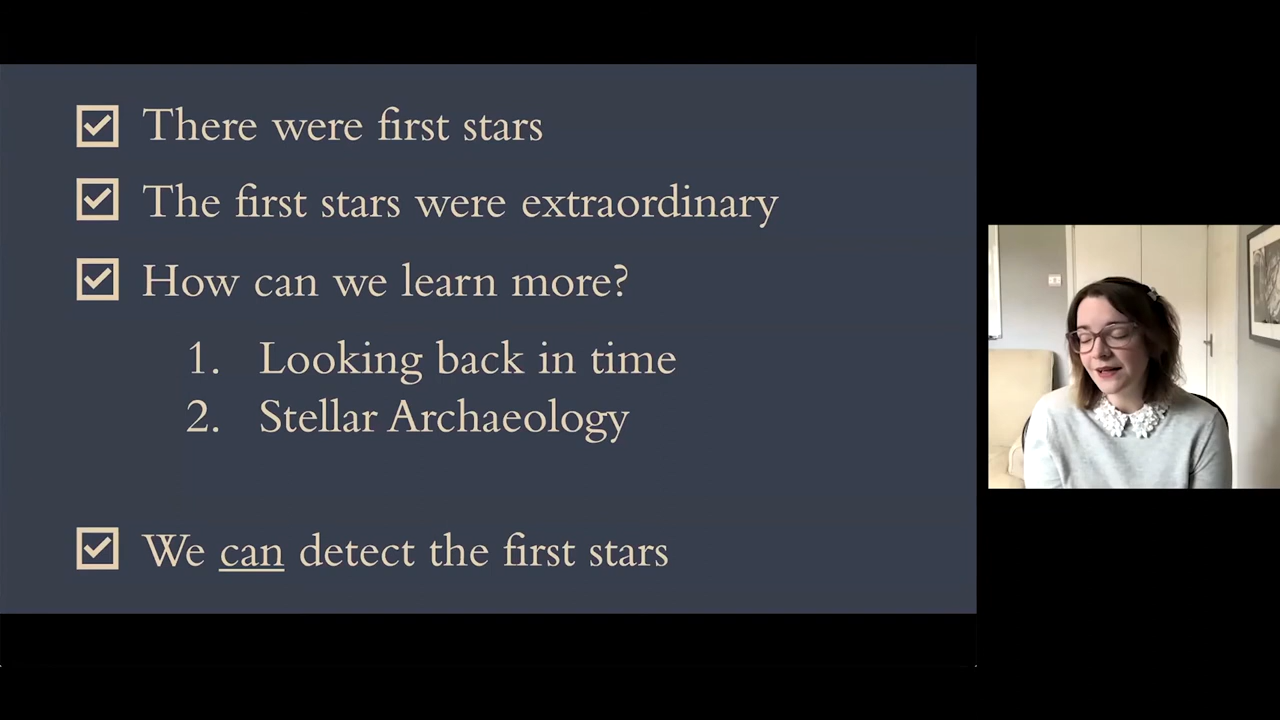 There were first stars
The first stars were extraordinary
How can we learn more?
1. Looking back in time
2. Stellar Archaeology
We can detect the first stars